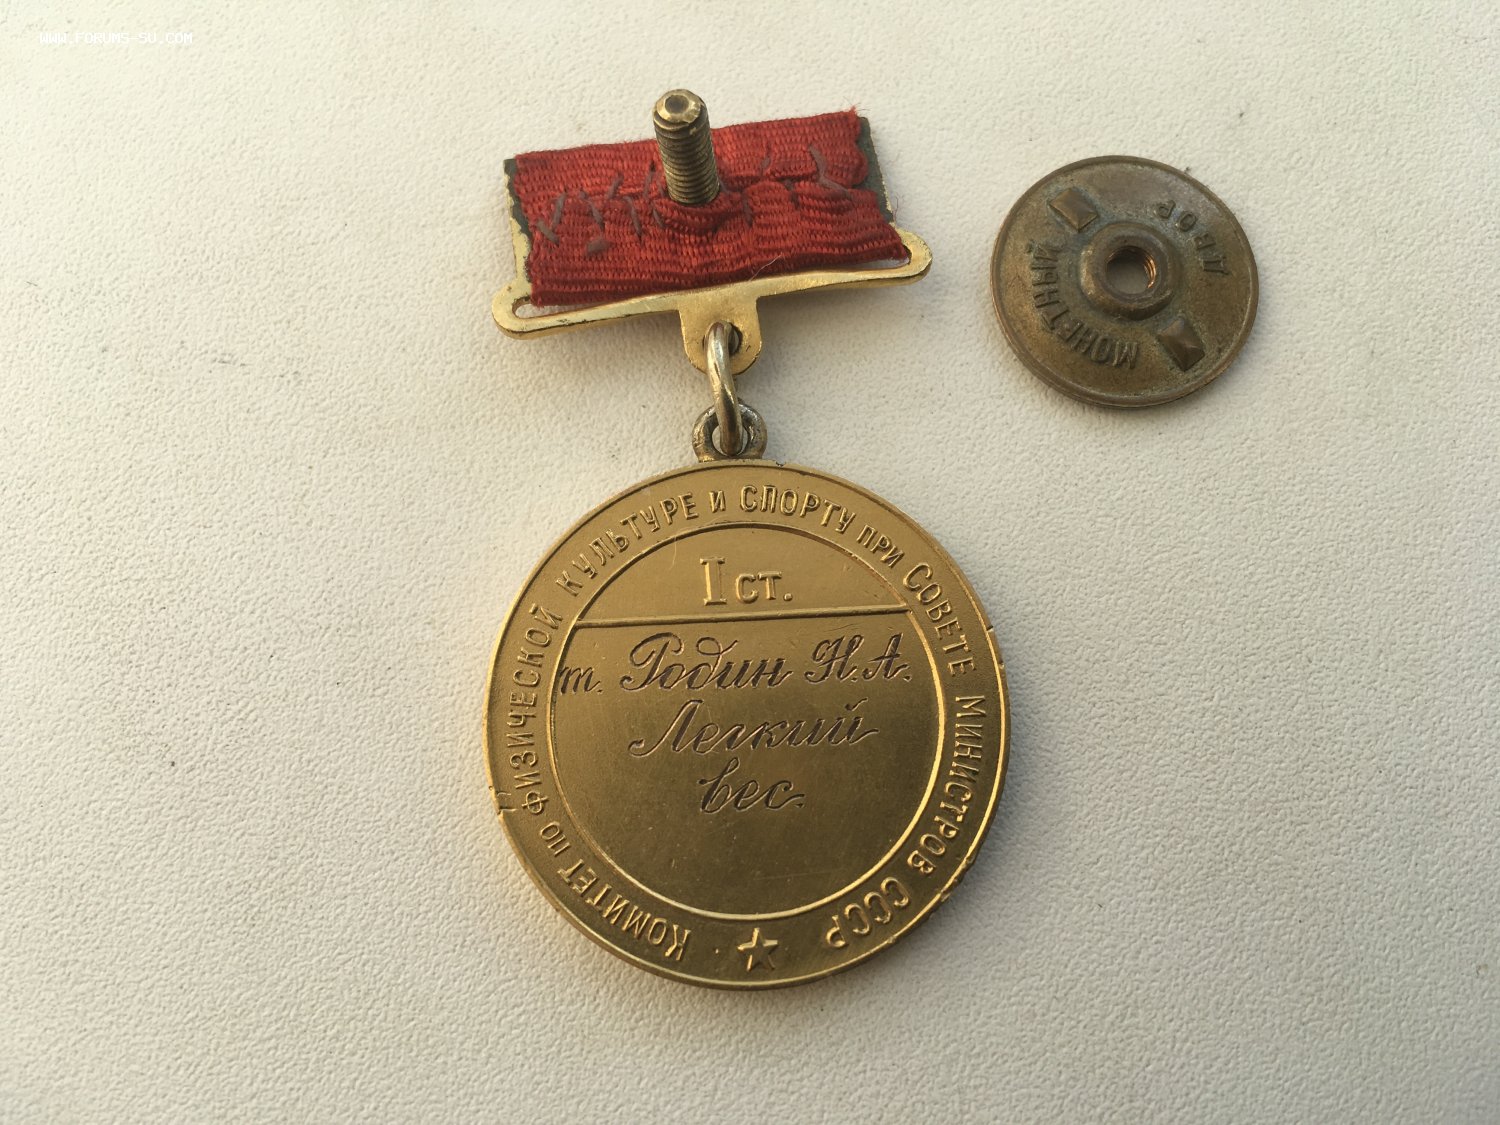 WWW.FORUMS-SU.COM
МОНЕТНЫЙ
ДВОР
Комитет по физической культуре и спорту при Совете Министров СССР
I ст.
т. Родин Н.А.
Легкий
вес.